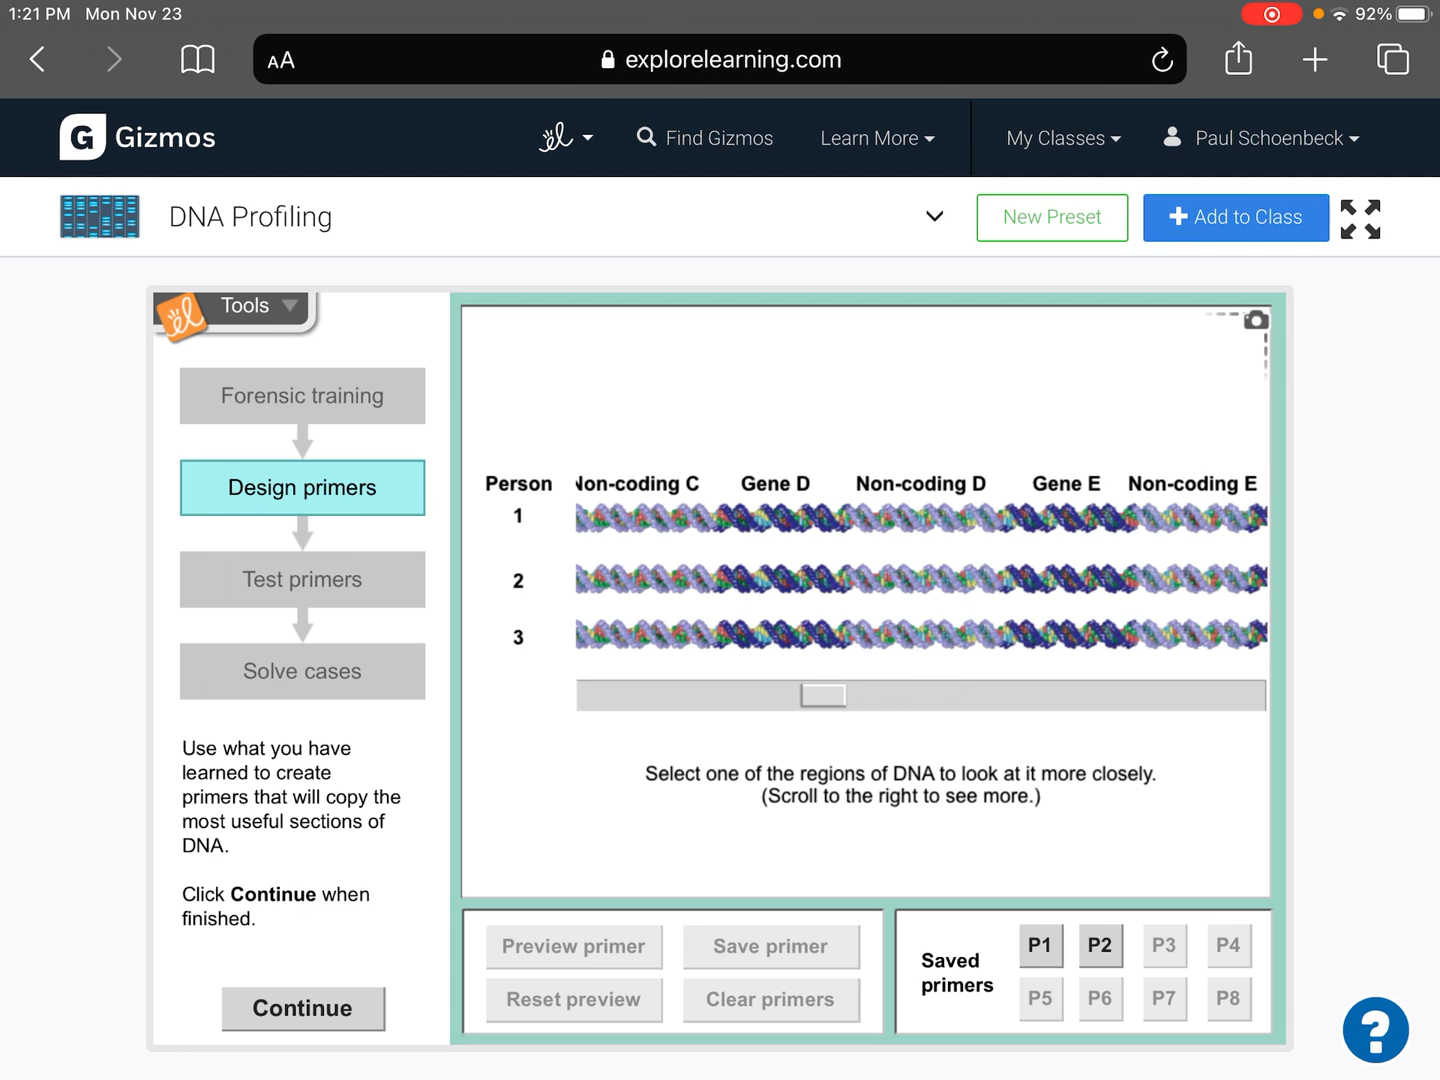 1:21 PM Mon Nov 23
92%
AA
explorelearning.com
G Gizmos
Find Gizmos
Learn More
My Classes
Paul Schoenbeck
DNA Profiling
New Preset
Add to Class
Tools
Forensic training
Design primers
Test primers
Solve cases
Use what you have
learned to create
primers that will copy the
most useful sections of
DNA.
Click Continue when
finished.
Continue
Person Non-coding C Gene D Non-coding D Gene E Non-coding E
1
2
3
Select one of the regions of DNA to look at it more closely.
(Scroll to the right to see more.)
Preview primer Save primer
Reset preview Clear primers
Saved
primers
P1 P2 P3 P4
P5 P6 P7 P8
?